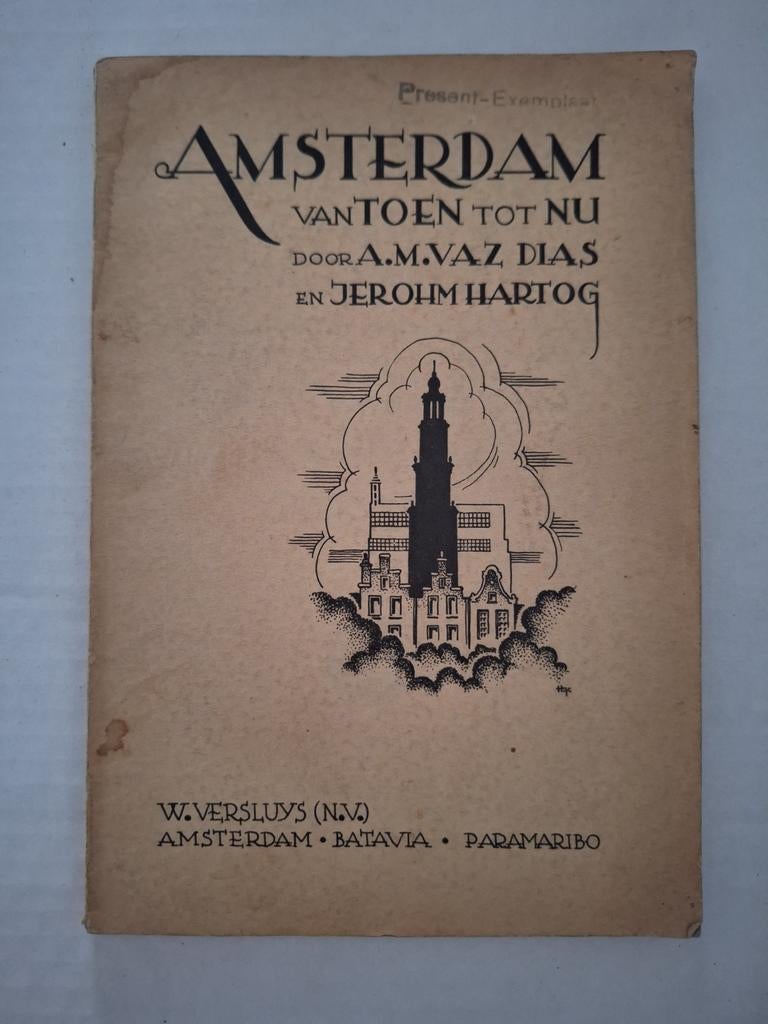 Present-Exemplaar
AMSTERDAM
VAN TOEN TOT NU
DOOR A.M. VAZ DIAS
EN JEROHM HARTOG
W. VERSLUYS (N.V.)
AMSTERDAM • BATAVIA • PARAMARIBO